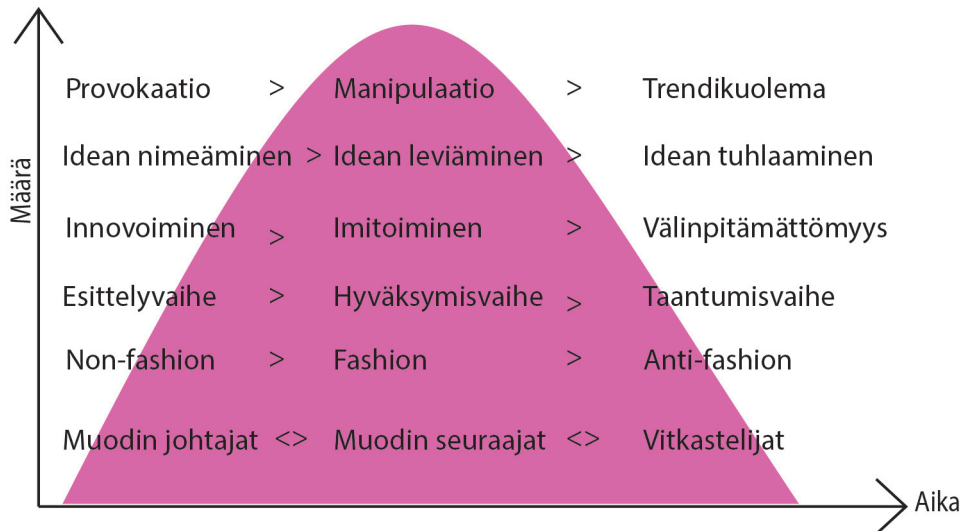 Määrä
Provokaatio > Manipulaatio > Trendikuolema
Idean nimeäminen > Idean leviäminen > Idean tuhlaaminen
Innovoiminen > Imitoiminen > Välinpitämättömyys
Esittelyvaihe > Hyväksymisvaihe > Taantumisvaihe
Non-fashion > Fashion > Anti-fashion
Muodin johtajat <> Muodin seuraajat <> Vitkastelijat
Aika